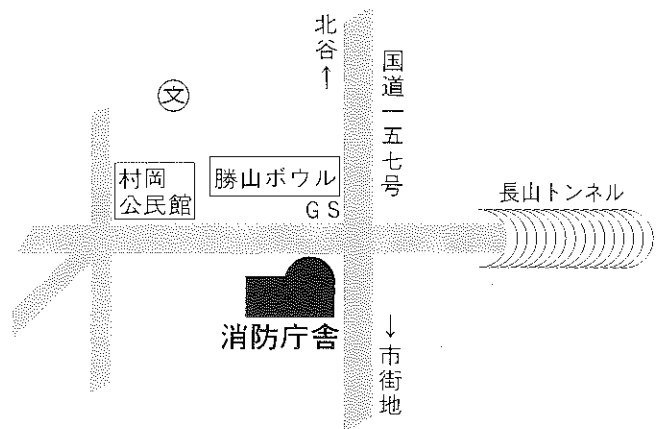 北谷↑
国道一五七号
文
村岡
公民館
勝山ボウル
GS
長山トンネル
消防庁舎
↓市街地